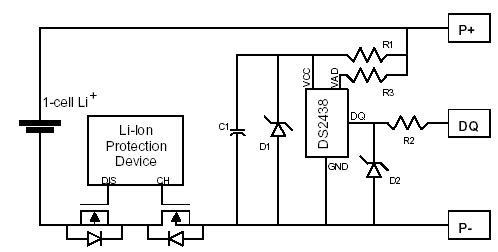 P+
R1
1-cell Li+
VCC
VAD
R3
Li-Ion
Protection
Device
C1
D1
DS2438
DQ
DQ
R2
DIS
CH
GND
D2
P-